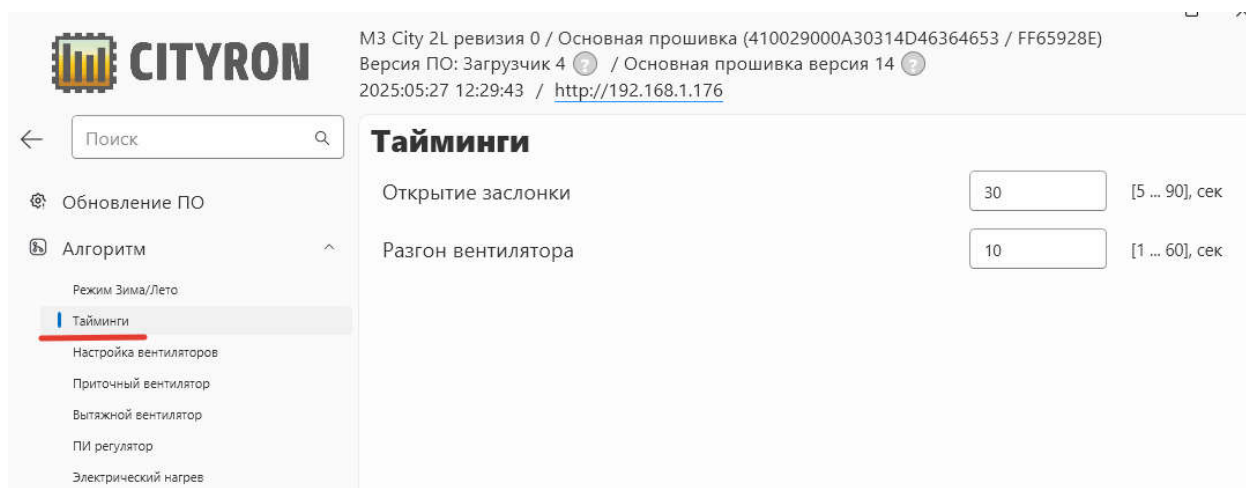 CITYRON
M3 City 2L ревизия 0 / Основная прошивка (410029000A30314D46364653 / FF65928E)
Версия ПО: Загрузчик 4 ? / Основная прошивка версия 14 ?
2025:05:27 12:29:43 / http://192.168.1.176
Поиск
Обновление ПО
Алгоритм
Режим Зима/Лето
Тайминги
Настройка вентиляторов
Приточный вентилятор
Вытяжной вентилятор
ПИ регулятор
Электрический нагрев
Тайминги
Открытие заслонки 30 [5 ... 90], сек
Разгон вентилятора 10 [1 ... 60], сек